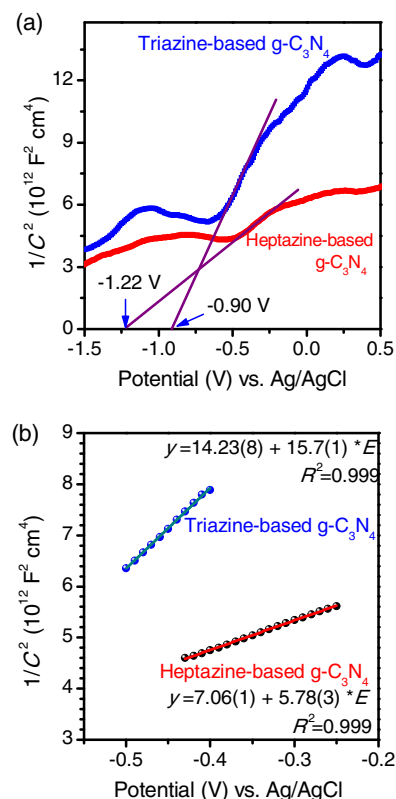 (a)
Triazine-based g-C₃N₄
12
9
6
3
0
1/C² (10¹² F² cm⁴)
Heptazine-based
g-C₃N₄
-1.22 V
-0.90 V
-1.5 -1.0 -0.5 0.0 0.5
Potential (V) vs. Ag/AgCl
(b)
9
8
7
6
5
4
3
1/C² (10¹² F² cm⁴)
y=14.23(8) + 15.7(1) *E
R²=0.999
Triazine-based g-C₃N₄
Heptazine-based g-C₃N₄
y=7.06(1) + 5.78(3) *E
R²=0.999
-0.5 -0.4 -0.3 -0.2
Potential (V) vs. Ag/AgCl